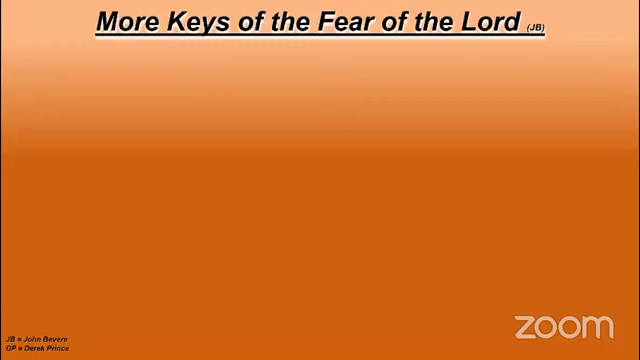 More Keys of the Fear of the Lord (JB)
zoom
JB = John Bevere
DP = Derek Prince